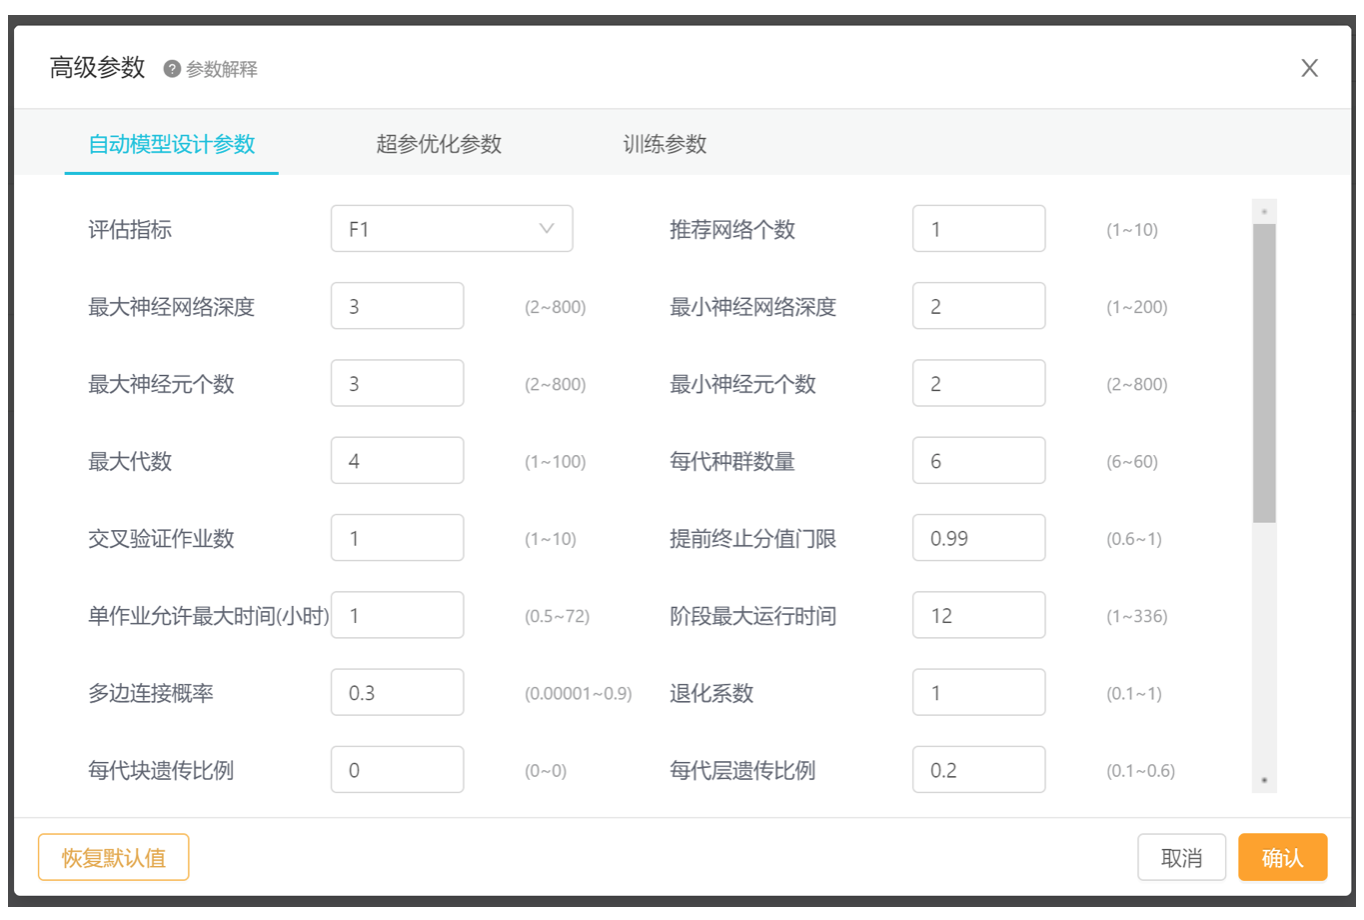 高级参数 ? 参数解释 X
自动模型设计参数 超参优化参数 训练参数
评估指标 F1 推荐网络个数 1 (1~10)
最大神经网络深度 3 (2~800) 最小神经网络深度 2 (1~200)
最大神经元个数 3 (2~800) 最小神经元个数 2 (2~800)
最大代数 4 (1~100) 每代种群数量 6 (6~60)
交叉验证作业数 1 (1~10) 提前终止分值门限 0.99 (0.6~1)
单作业允许最大时间(小时) 1 (0.5~72) 阶段最大运行时间 12 (1~336)
多边连接概率 0.3 (0.00001~0.9) 退化系数 1 (0.1~1)
每代块遗传比例 0 (0~0) 每代层遗传比例 0.2 (0.1~0.6)
恢复默认值 取消 确认